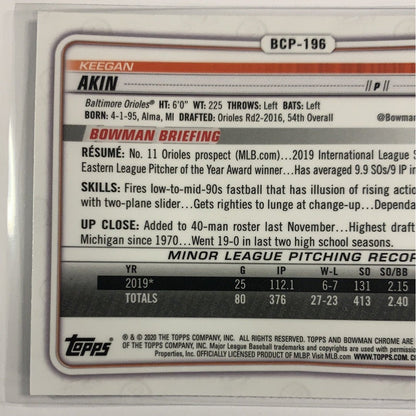 BCP-196
KEEGAN
AKIN //P//
Baltimore Orioles® HT: 6'0" WT: 225 THROWS: Left BATS: Left
BORN: 4-1-95, Alma, MI DRAFTED: Orioles Rd2-2016, 54th Overall @Bowman
BOWMAN BRIEFING
RÉSUMÉ: No. 11 Orioles prospect (MLB.com)...2019 International League S
Eastern League Pitcher of the Year Award winner...Has averaged 9.9 SOs/9 IP in
SKILLS: Fires low-to-mid-90s fastball that has illusion of rising actio
with two-plane slider...Gets righties to lunge at change-up...Dependa
UP CLOSE: Added to 40-man roster last November...Highest draft
Michigan since 1970...Went 19-0 in last two high school seasons.
MINOR LEAGUE PITCHING RECOR
YR G IP W-L SO SO/BB
2019* 25 112.1 6-7 131 2.15
TOTALS 80 376 27-23 413 2.40
Topps
® & © 2020 THE TOPPS COMPANY, INC. ALL RIGHTS RESERVED. TOPPS AND BOWMAN CHROME ARE
OF THE TOPPS COMPANY, INC. Major League Baseball trademarks and copyrights are used with permission
Properties, Inc. OFFICIALLY LICENSED PRODUCT OF MLBP. Visit MLB.com WWW.TOPPS.COM